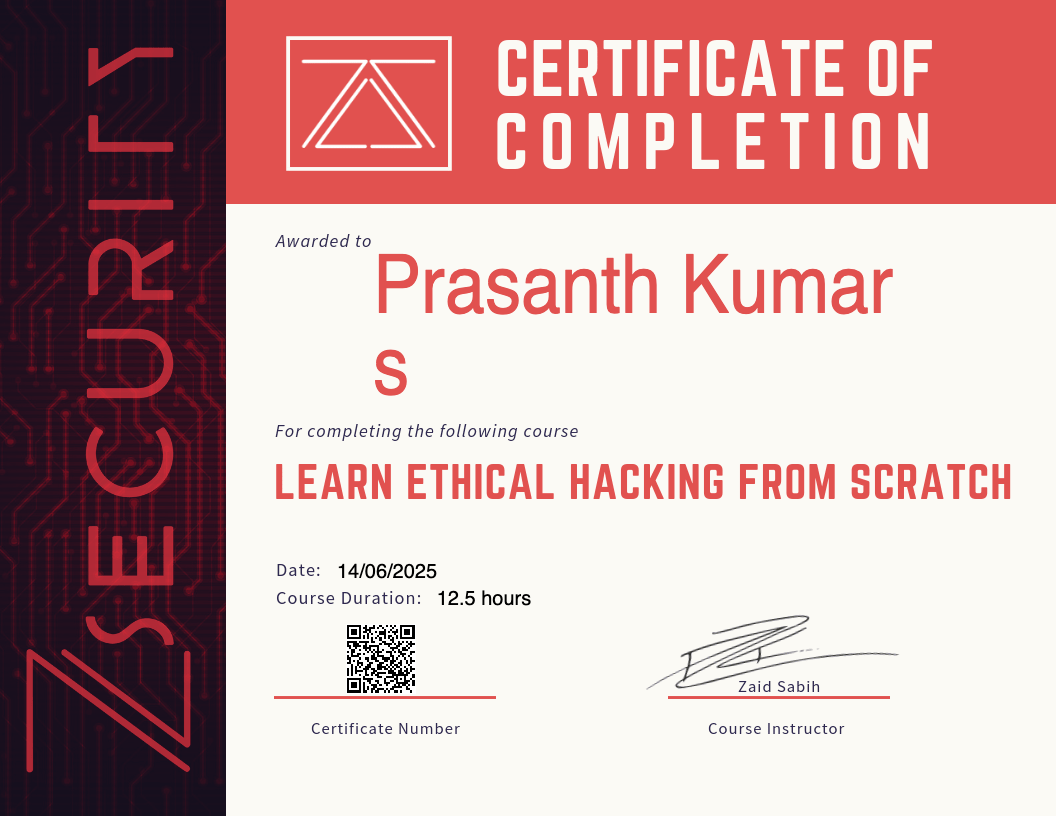 ZSECURITY
CERTIFICATE OF
COMPLETION
Awarded to
Prasanth Kumar
s
For completing the following course
LEARN ETHICAL HACKING FROM SCRATCH
Date: 14/06/2025
Course Duration: 12.5 hours
Zaid Sabih
Certificate Number
Course Instructor